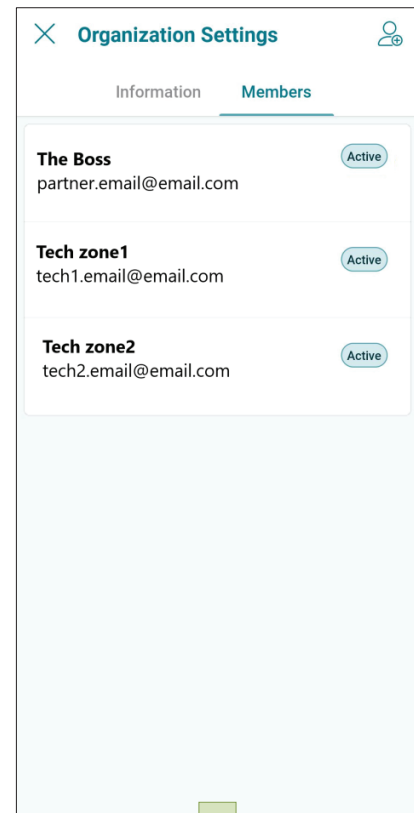 Organization Settings
Information Members
The Boss
partner.email@email.com
Active
Tech zone1
tech1.email@email.com
Active
Tech zone2
tech2.email@email.com
Active